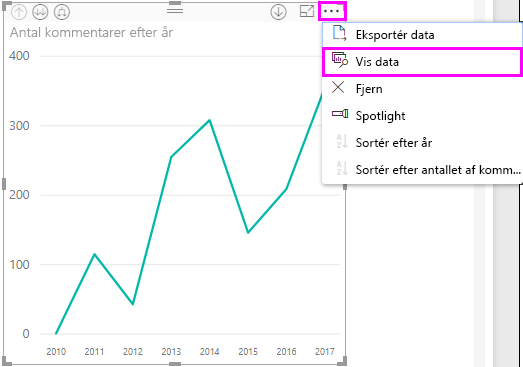 Antal kommentarer efter år
400
300
200
100
0
2010 2011 2012 2013 2014 2015 2016 2017
Eksportér data
Vis data
Fjern
Spotlight
Sortér efter år
Sortér efter antallet af komm...